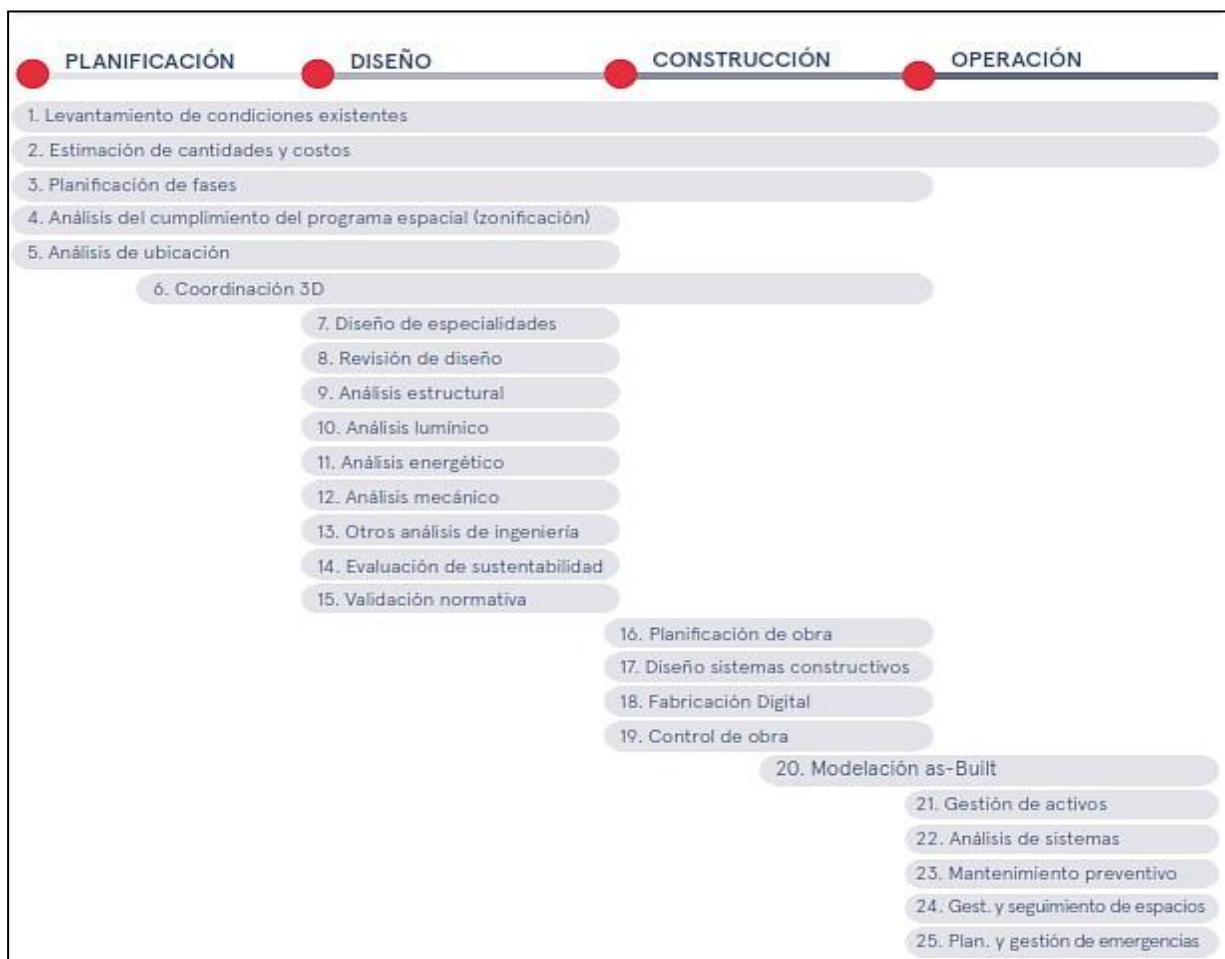 PLANIFICACIÓN DISEÑO CONSTRUCCIÓN OPERACIÓN
1. Levantamiento de condiciones existentes
2. Estimación de cantidades y costos
3. Planificación de fases
4. Análisis del cumplimiento del programa espacial (zonificación)
5. Análisis de ubicación
6. Coordinación 3D
7. Diseño de especialidades
8. Revisión de diseño
9. Análisis estructural
10. Análisis lumínico
11. Análisis energético
12. Análisis mecánico
13. Otros análisis de ingeniería
14. Evaluación de sustentabilidad
15. Validación normativa
16. Planificación de obra
17. Diseño sistemas constructivos
18. Fabricación Digital
19. Control de obra
20. Modelación as-Built
21. Gestión de activos
22. Análisis de sistemas
23. Mantenimiento preventivo
24. Gest. y seguimiento de espacios
25. Plan. y gestión de emergencias